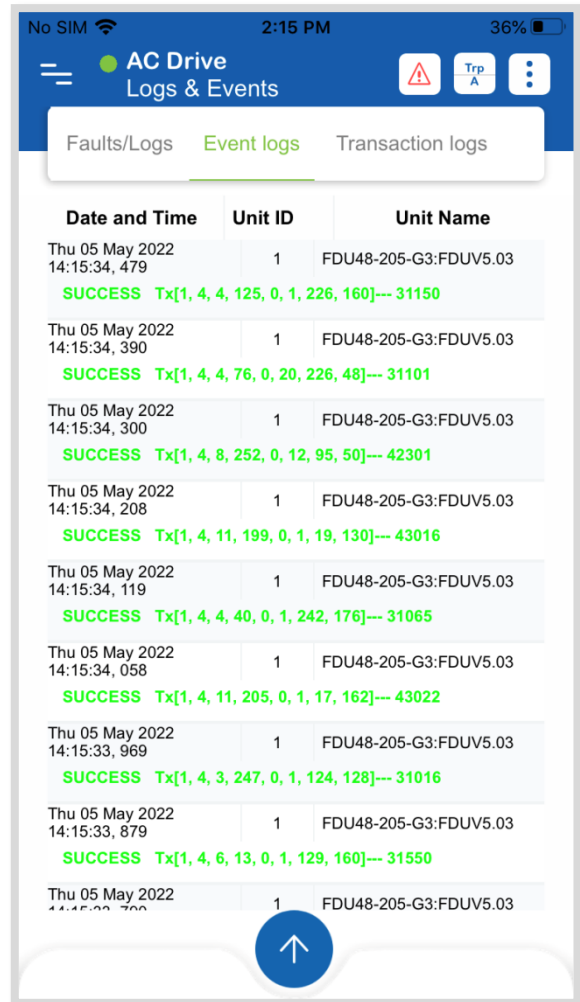 No SIM 2:15 PM 36%
AC Drive
Logs & Events
Trp
A
Faults/Logs Event logs Transaction logs
Date and Time Unit ID Unit Name
Thu 05 May 2022
14:15:34, 479 1 FDU48-205-G3:FDUV5.03
SUCCESS Tx[1, 4, 4, 125, 0, 1, 226, 160]--- 31150
Thu 05 May 2022
14:15:34, 390 1 FDU48-205-G3:FDUV5.03
SUCCESS Tx[1, 4, 4, 76, 0, 20, 226, 48]--- 31101
Thu 05 May 2022
14:15:34, 300 1 FDU48-205-G3:FDUV5.03
SUCCESS Tx[1, 4, 8, 252, 0, 12, 95, 50]--- 42301
Thu 05 May 2022
14:15:34, 208 1 FDU48-205-G3:FDUV5.03
SUCCESS Tx[1, 4, 11, 199, 0, 1, 19, 130]--- 43016
Thu 05 May 2022
14:15:34, 119 1 FDU48-205-G3:FDUV5.03
SUCCESS Tx[1, 4, 4, 40, 0, 1, 242, 176]--- 31065
Thu 05 May 2022
14:15:34, 058 1 FDU48-205-G3:FDUV5.03
SUCCESS Tx[1, 4, 11, 205, 0, 1, 17, 162]--- 43022
Thu 05 May 2022
14:15:33, 969 1 FDU48-205-G3:FDUV5.03
SUCCESS Tx[1, 4, 3, 247, 0, 1, 124, 128]--- 31016
Thu 05 May 2022
14:15:33, 879 1 FDU48-205-G3:FDUV5.03
SUCCESS Tx[1, 4, 6, 13, 0, 1, 129, 160]--- 31550
Thu 05 May 2022
1 FDU48-205-G3:FDUV5.03